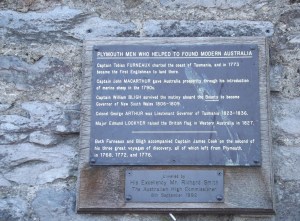 PLYMOUTH MEN WHO HELPED TO FOUND MODERN AUSTRALIA
Captain Tobias FURNEAUX charted the coast of Tasmania, and in 1773
became the first Englishman to land there.
Captain John MACARTHUR gave Australia prosperity through the introduction
of marino sheep in the 1790s.
Captain William BLIGH survived the mutiny aboard the Bounty to become
Governor of New South Wales 1806-1808.
Colonel George ARTHUR was Lieutenant Governor of Tasmania 1823-1836.
Major Edmund LOCKYER raised the British flag in Western Australia in 1827.
Both Furneaux and Bligh accompanied Captain James Cook on the second of
his three great voyages of discovery, all of which left from Plymouth
in 1768, 1772, and 1776.
Unveiled by
His Excellency Mr. Richard Smith
The Australian High Commissioner
September